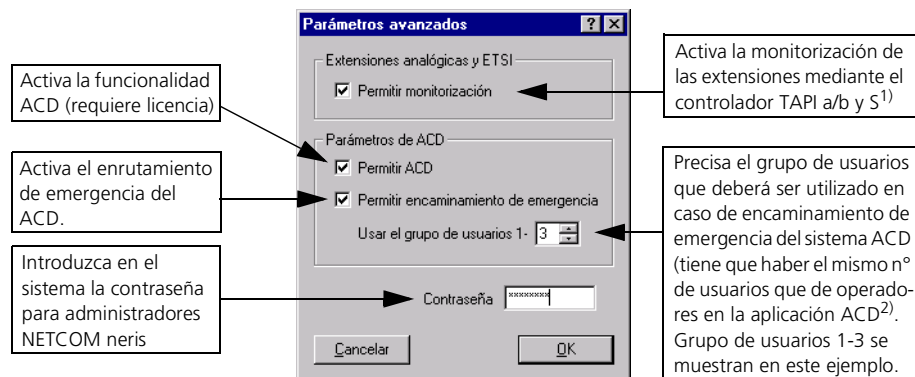 Parámetros avanzados
Extensiones analógicas y ETSI
Permitir monitorización
Parámetros de ACD
Permitir ACD
Permitir encaminamiento de emergencia
Usar el grupo de usuarios 1- 3
Contraseña ********
Cancelar
OK
Activa la funcionalidad
ACD (requiere licencia)
Activa el enrutamiento
de emergencia del
ACD.
Introduzca en el
sistema la contraseña
para administradores
NETCOM neris
Activa la monitorización de
las extensiones mediante el
controlador TAPI a/b y S1)
Precisa el grupo de usuarios
que deberá ser utilizado en
caso de encaminamiento de
emergencia del sistema ACD
(tiene que haber el mismo n°
de usuarios que de operado-
res en la aplicación ACD2).
Grupo de usuarios 1-3 se
muestran en este ejemplo.